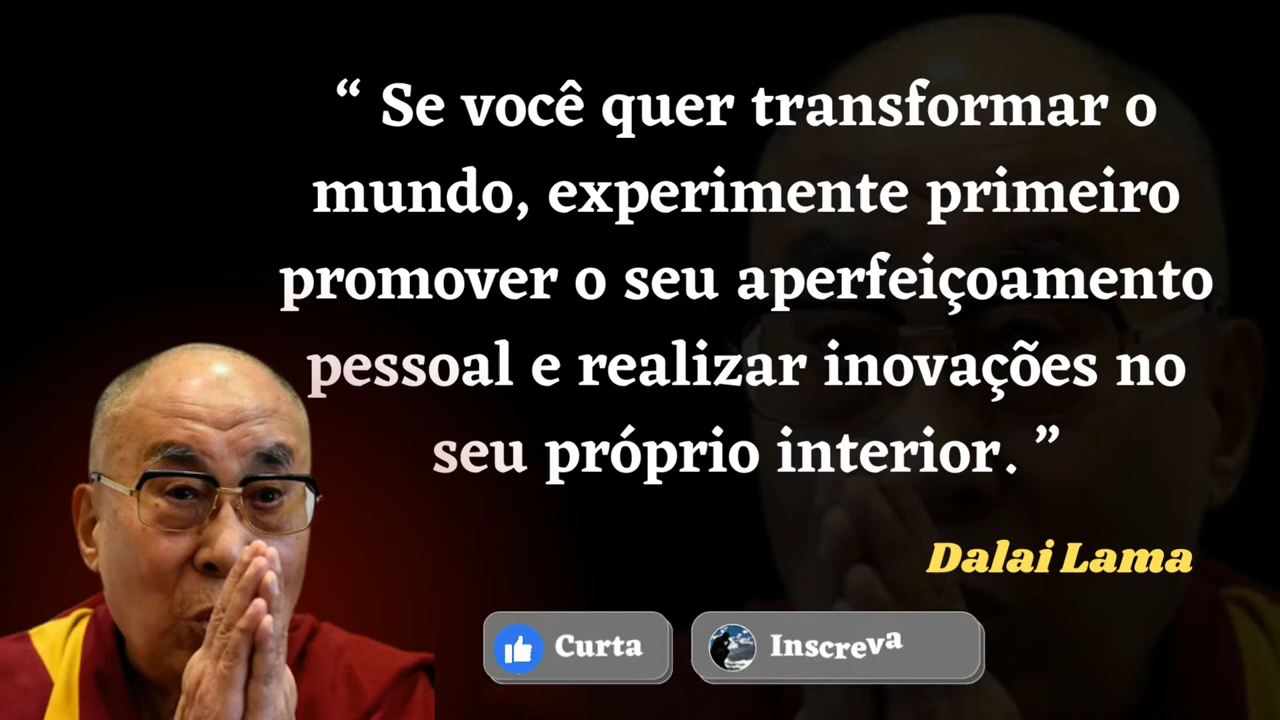 “ Se você quer transformar o
mundo, experimente primeiro
promover o seu aperfeiçoamento
pessoal e realizar inovações no
seu próprio interior. ”
Dalai Lama
Curta
Inscreva